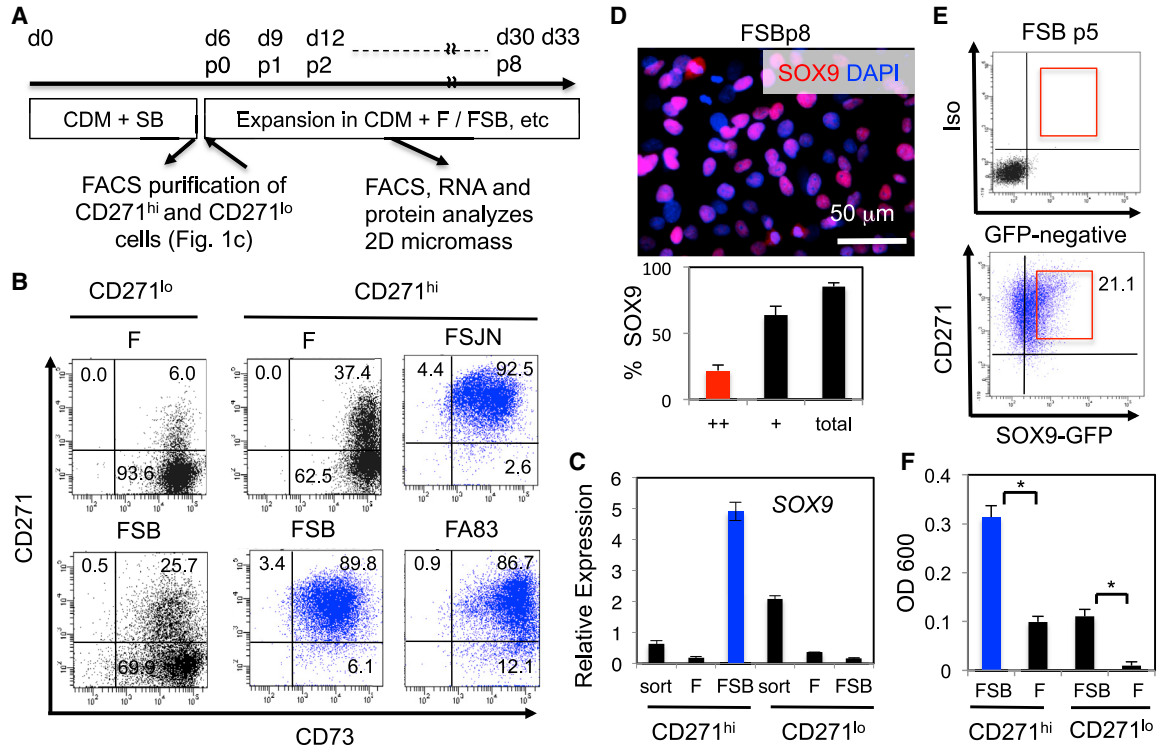 A
d0
d6 d9 d12 d30 d33
p0 p1 p2 p8
CDM + SB
Expansion in CDM + F / FSB, etc
FACS purification of
CD271hi and CD271lo
cells (Fig. 1c)
FACS, RNA and
protein analyzes
2D micromass
B
CD271lo
CD271hi
F
F
FSJN
0.0 6.0
93.6
0.0 37.4
62.5
4.4 92.5
2.6
FSB
FSB
FA83
0.5 25.7
69.9
3.4 89.8
6.1
0.9 86.7
12.1
CD271
CD73
D
FSBp8
SOX9 DAPI
50 µm
% SOX9
100
50
0
++ + total
C
Relative Expression
SOX9
6
5
4
3
2
1
0
sort F FSB sort F FSB
CD271hi CD271lo
E
FSB p5
Iso
GFP-negative
CD271
21.1
SOX9-GFP
F
OD 600
0.3
0.2
0.1
0
*
*
FSB F FSB F
CD271hi CD271lo